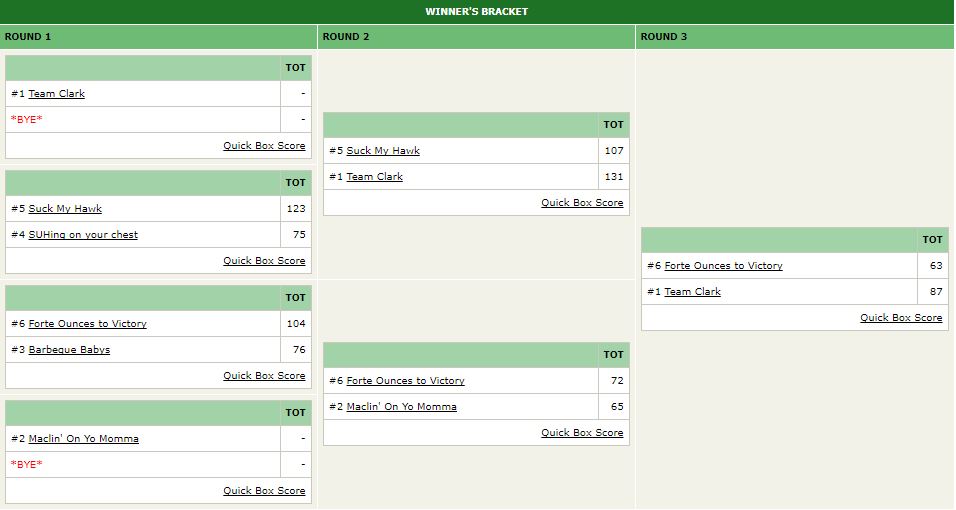 WINNER'S BRACKET
ROUND 1
TOT
#1 Team Clark -
*BYE* -
Quick Box Score
TOT
#5 Suck My Hawk 123
#4 SUHing on your chest 75
Quick Box Score
TOT
#6 Forte Ounces to Victory 104
#3 Barbeque Babys 76
Quick Box Score
TOT
#2 Maclin' On Yo Momma -
*BYE* -
Quick Box Score
ROUND 2
TOT
#5 Suck My Hawk 107
#1 Team Clark 131
Quick Box Score
TOT
#6 Forte Ounces to Victory 72
#2 Maclin' On Yo Momma 65
Quick Box Score
ROUND 3
TOT
#6 Forte Ounces to Victory 63
#1 Team Clark 87
Quick Box Score